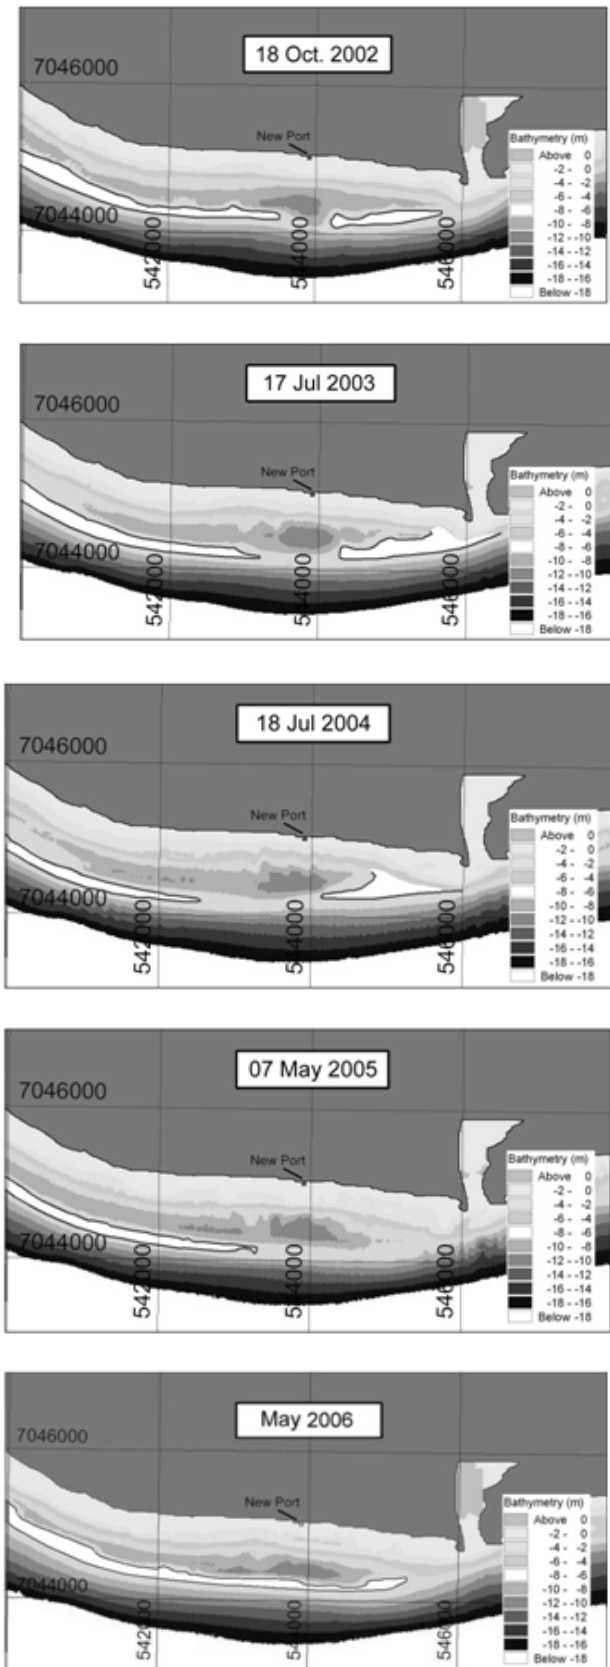 18 Oct. 2002
7046000
New Port
7044000
542000
544000
546000
Bathymetry (m)
Above 0
-2 - 0
-4 - -2
-6 - -4
-8 - -6
-10 - -8
-12 - -10
-14 - -12
-16 - -14
-18 - -16
Below -18
17 Jul 2003
7046000
New Port
7044000
542000
544000
546000
Bathymetry (m)
Above 0
-2 - 0
-4 - -2
-6 - -4
-8 - -6
-10 - -8
-12 - -10
-14 - -12
-16 - -14
-18 - -16
Below -18
18 Jul 2004
7046000
New Port
7044000
542000
544000
546000
Bathymetry (m)
Above 0
-2 - 0
-4 - -2
-6 - -4
-8 - -6
-10 - -8
-12 - -10
-14 - -12
-16 - -14
-18 - -16
Below -18
07 May 2005
7046000
New Port
7044000
542000
544000
546000
Bathymetry (m)
Above 0
-2 - 0
-4 - -2
-6 - -4
-8 - -6
-10 - -8
-12 - -10
-14 - -12
-16 - -14
-18 - -16
Below -18
May 2006
7046000
New Port
7044000
542000
544000
546000
Bathymetry (m)
Above 0
-2 - 0
-4 - -2
-6 - -4
-8 - -6
-10 - -8
-12 - -10
-14 - -12
-16 - -14
-18 - -16
Below -18